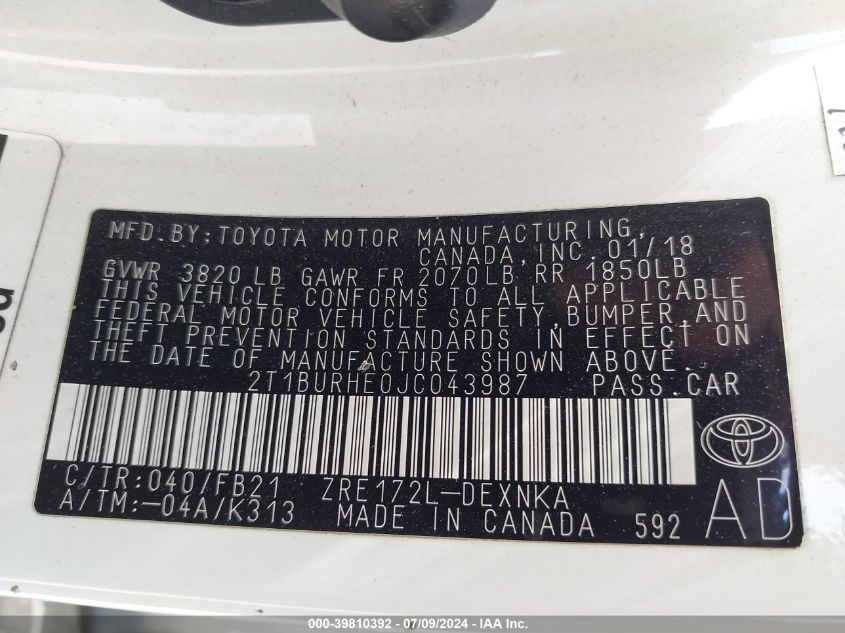 MFD.BY:TOYOTA MOTOR MANUFACTURING,
CANADA,INC.01/18
GVWR 3820LB GAWR FR 2070LB RR 1850LB
THIS VEHICLE CONFORMS TO ALL APPLICABLE
FEDERAL MOTOR VEHICLE SAFETY,BUMPER,AND
THEFT PREVENTION STANDARDS IN EFFECT ON
THE DATE OF MANUFACTURE SHOWN ABOVE.
2T1BURHE0JC043987 PASS.CAR
C/TR:040/FB21 ZRE172L-DEXNKA
A/TM:-04A/K313 MADE IN CANADA 592 AD
000-39810392 - 07/09/2024 - IAA Inc.